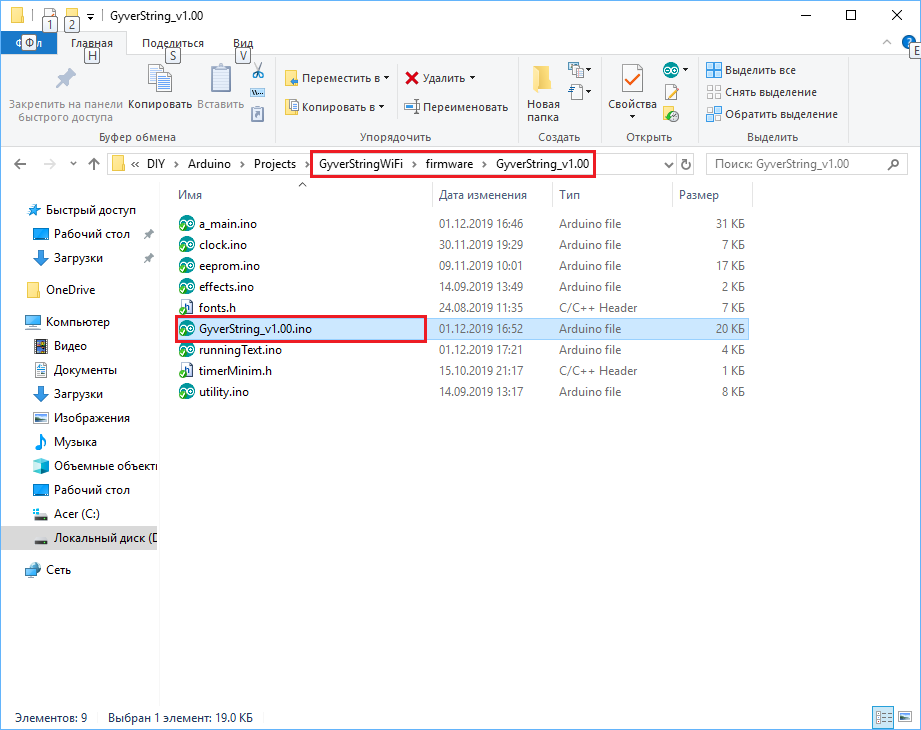 GyverString_v1.00
1 2
Файл Главная Поделиться Вид
Ф H S V E
Закрепить на панели быстрого доступа
Копировать
Вставить
Переместить в
Копировать в
Удалить
Переименовать
Новая папка
Свойства
Выделить все
Снять выделение
Обратить выделение
Буфер обмена Упорядочить Создать Открыть Выделить
« DIY › Arduino › Projects › GyverStringWiFi › firmware › GyverString_v1.00
Поиск: GyverString_v1.00
Имя Дата изменения Тип Размер
a_main.ino 01.12.2019 16:46 Arduino file 31 КБ
clock.ino 30.11.2019 19:29 Arduino file 7 КБ
eeprom.ino 09.11.2019 10:01 Arduino file 17 КБ
effects.ino 14.09.2019 13:49 Arduino file 2 КБ
fonts.h 24.08.2019 11:35 C/C++ Header 7 КБ
GyverString_v1.00.ino 01.12.2019 16:52 Arduino file 20 КБ
runningText.ino 01.12.2019 17:21 Arduino file 4 КБ
timerMinim.h 15.10.2019 21:17 C/C++ Header 1 КБ
utility.ino 14.09.2019 13:17 Arduino file 8 КБ
Быстрый доступ
Рабочий стол
Загрузки
OneDrive
Компьютер
Видео
Документы
Загрузки
Изображения
Музыка
Объемные объекты
Рабочий стол
Acer (C:)
Локальный диск (D
Сеть
Элементов: 9 Выбран 1 элемент: 19.0 КБ